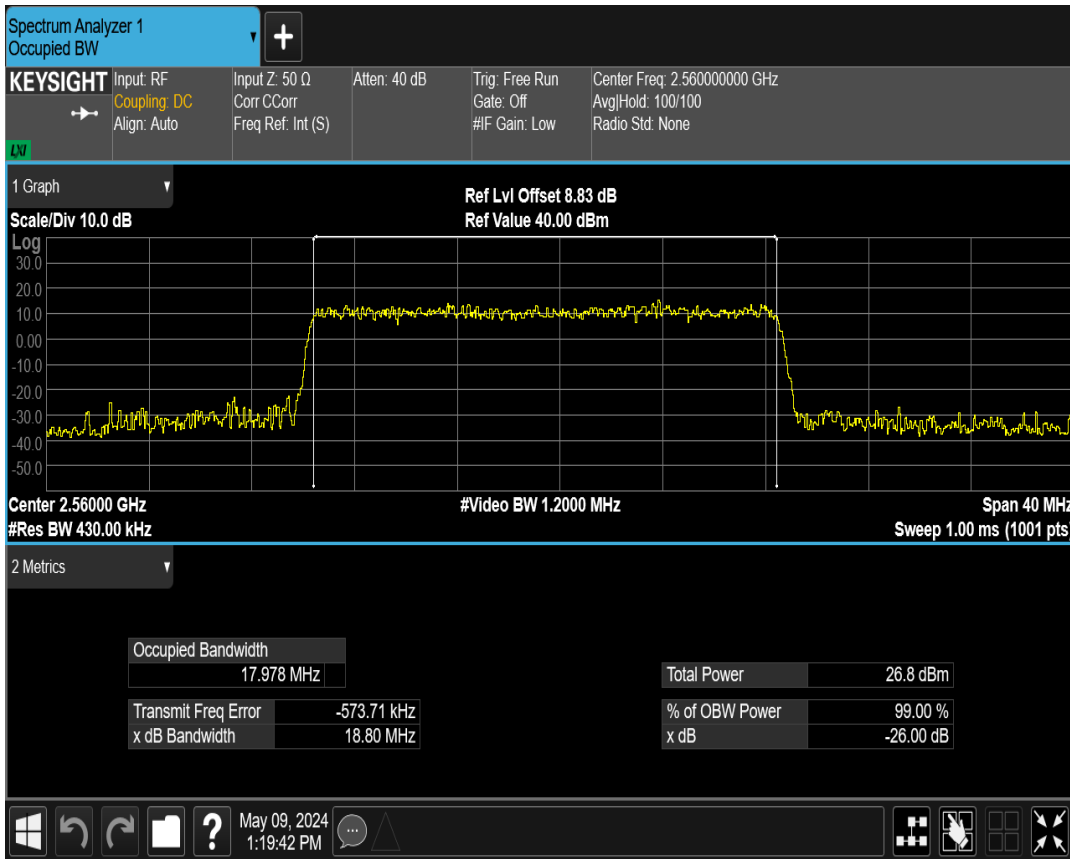 Spectrum Analyzer 1
Occupied BW
+
KEYSIGHT
LXI
Input: RF
Coupling: DC
Align: Auto
Input Z: 50 Ω
Corr CCorr
Freq Ref: Int (S)
Atten: 40 dB
Trig: Free Run
Gate: Off
#IF Gain: Low
Center Freq: 2.560000000 GHz
Avg|Hold: 100/100
Radio Std: None
1 Graph
Scale/Div 10.0 dB
Ref Lvl Offset 8.83 dB
Ref Value 40.00 dBm
Log
30.0
20.0
10.0
0.00
-10.0
-20.0
-30.0
-40.0
-50.0
Center 2.56000 GHz
#Video BW 1.2000 MHz
Span 40 MHz
#Res BW 430.00 kHz
Sweep 1.00 ms (1001 pts)
2 Metrics
Occupied Bandwidth
17.978 MHz
Total Power 26.8 dBm
Transmit Freq Error -573.71 kHz
% of OBW Power 99.00 %
x dB Bandwidth 18.80 MHz
x dB -26.00 dB
?
May 09, 2024
1:19:42 PM